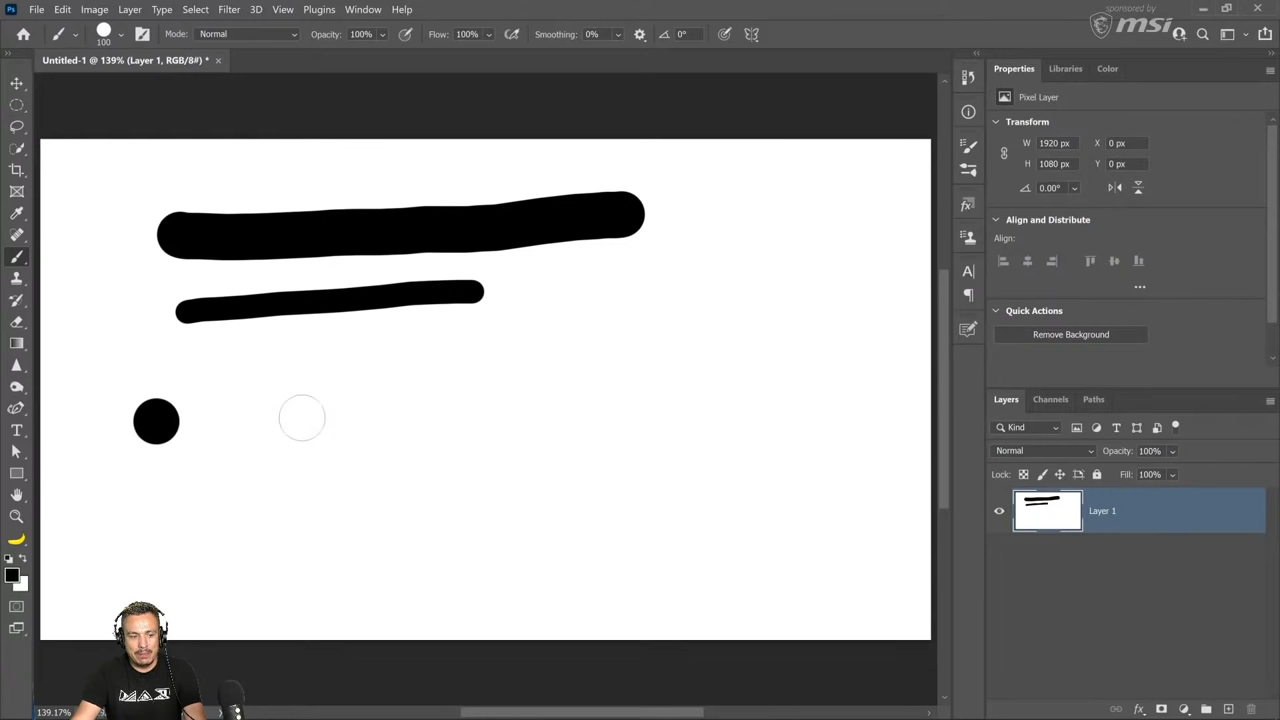 Ps File Edit Image Layer Type Select Filter 3D View Plugins Window Help
sponsored by
msi
100
Mode: Normal Opacity: 100% Flow: 100% Smoothing: 0% 0°
Untitled-1 @ 139% (Layer 1, RGB/8#) * ×
Properties Libraries Color
Pixel Layer
Transform
W 1920 px X 0 px
H 1080 px Y 0 px
0.00°
Align and Distribute
Align:
Quick Actions
Remove Background
Layers Channels Paths
Kind
Normal Opacity: 100%
Lock: Fill: 100%
Layer 1
139.17%